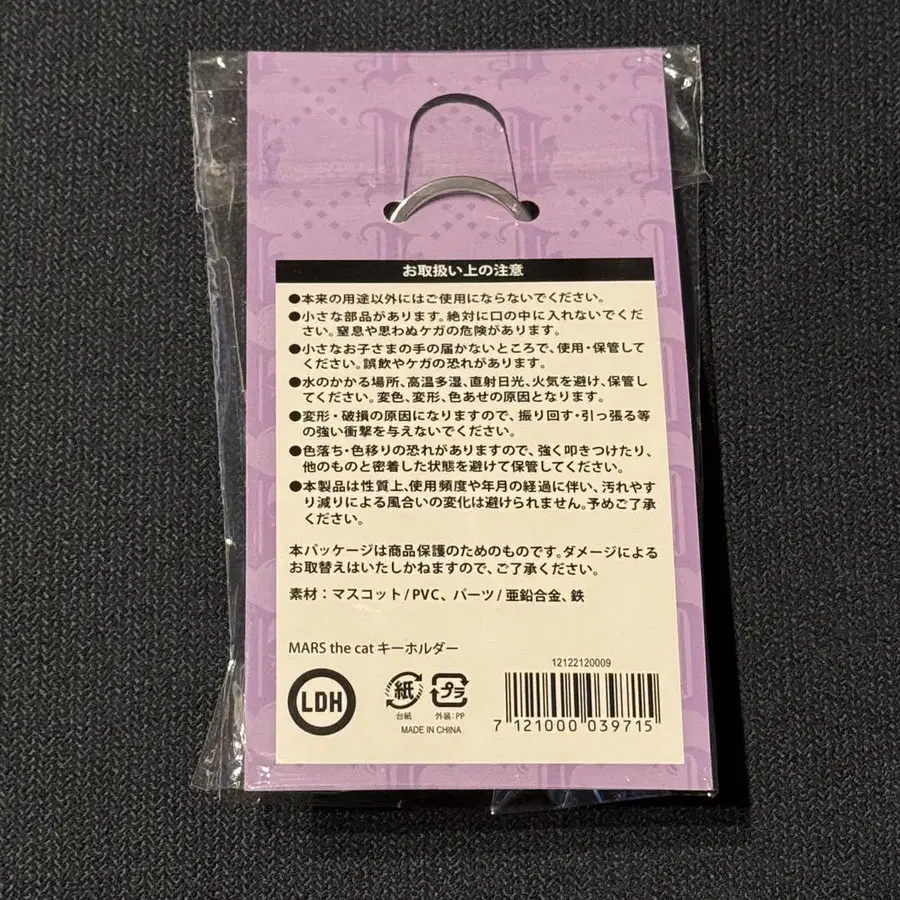 お取扱い上の注意
●本来の用途以外にはご使用にならないでください。
●小さな部品があります。絶対に口の中に入れないでくだ
さい。窒息や思わぬケガの危険があります。
●小さなお子さまの手の届かないところで、使用・保管して
ください。誤飲やケガの恐れがあります。
●水のかかる場所、高温多湿、直射日光、火気を避け、保管し
てください。変色、変形、色あせの原因となります。
●変形・破損の原因になりますので、振り回す・引っ張る等
の強い衝撃を与えないでください。
●色落ち・色移りの恐れがありますので、強く叩きつけたり、
他のものと密着した状態を避けて保管してください。
●本製品は性質上、使用頻度や年月の経過に伴い、汚れやす
り減りによる風合いの変化は避けられません。予めご了承
ください。
本パッケージは商品保護のためのものです。ダメージによる
お取替えはいたしかねますので、ご了承ください。
素材：マスコット/PVC、パーツ/亜鉛合金、鉄
MARS the cat キーホルダー
12122120009
LDH
紙
プラ
台紙
外装：PP
MADE IN CHINA
7 121000 039715